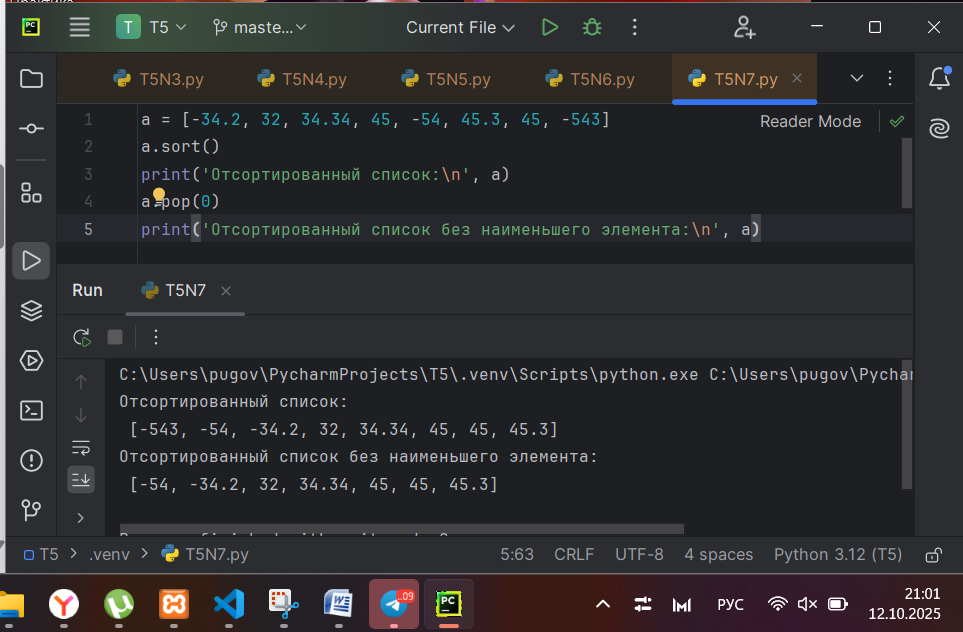 PC
T
T5
maste...
Current File
T5N3.py
T5N4.py
T5N5.py
T5N6.py
T5N7.py
Reader Mode
1 a = [-34.2, 32, 34.34, 45, -54, 45.3, 45, -543]
2 a.sort()
3 print('Отсортированный список:\n', a)
4 a.pop(0)
5 print('Отсортированный список без наименьшего элемента:\n', a)
Run
T5N7
C:\Users\pugov\PycharmProjects\T5\.venv\Scripts\python.exe C:\Users\pugov\Pychar
Отсортированный список:
[-543, -54, -34.2, 32, 34.34, 45, 45, 45.3]
Отсортированный список без наименьшего элемента:
[-54, -34.2, 32, 34.34, 45, 45, 45.3]
T5 > .venv > T5N7.py
5:63
CRLF
UTF-8
4 spaces
Python 3.12 (T5)
..09
PC
РУС
21:01
12.10.2025